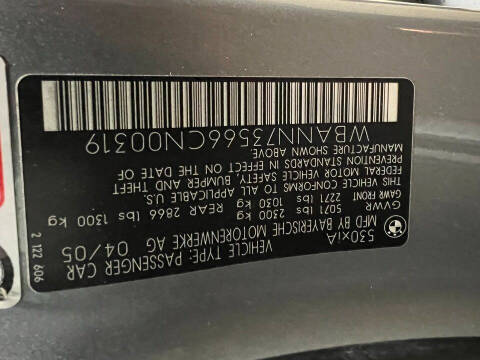 530xiA VEHICLE TYPE: PASSENGER CAR
MFD BY BAYERISCHE MOTORENWERKE AG 04/05
GVWR 5071 lbs 2300 kg
GAWR FRONT 2271 lbs 1030 kg REAR 2866 lbs 1300 kg
THIS VEHICLE CONFORMS TO ALL APPLICABLE U.S.
FEDERAL MOTOR VEHICLE SAFETY, BUMPER AND THEFT
PREVENTION STANDARDS IN EFFECT ON THE DATE OF
MANUFACTURE SHOWN ABOVE.
WBANN73566CN00319
2 122 606